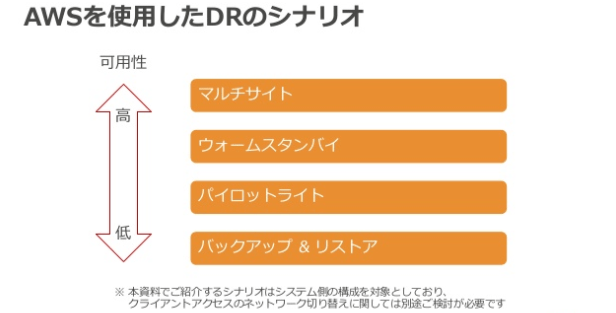 AWSを使用したDRのシナリオ
可用性
高
マルチサイト
ウォームスタンバイ
パイロットライト
低
バックアップ & リストア
※ 本資料でご紹介するシナリオはシステム側の構成を対象としており、
クライアントアクセスのネットワーク切り替えに関しては別途ご検討が必要です